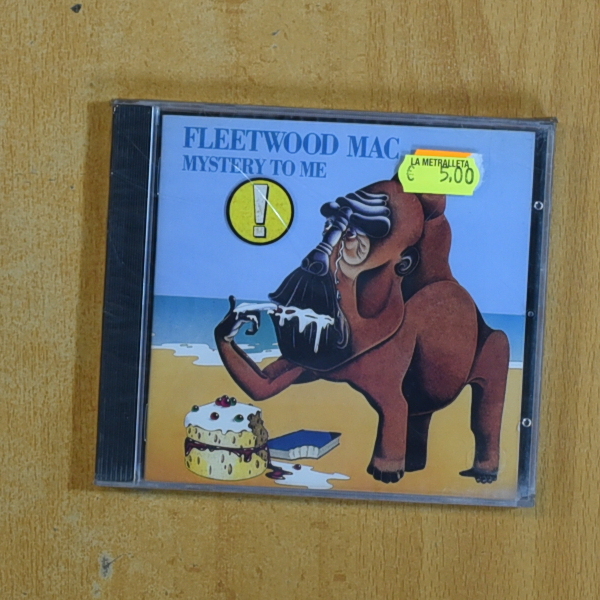 FLEETWOOD MAC
MYSTERY TO ME
LA METRALLETA
€ 5,00
!